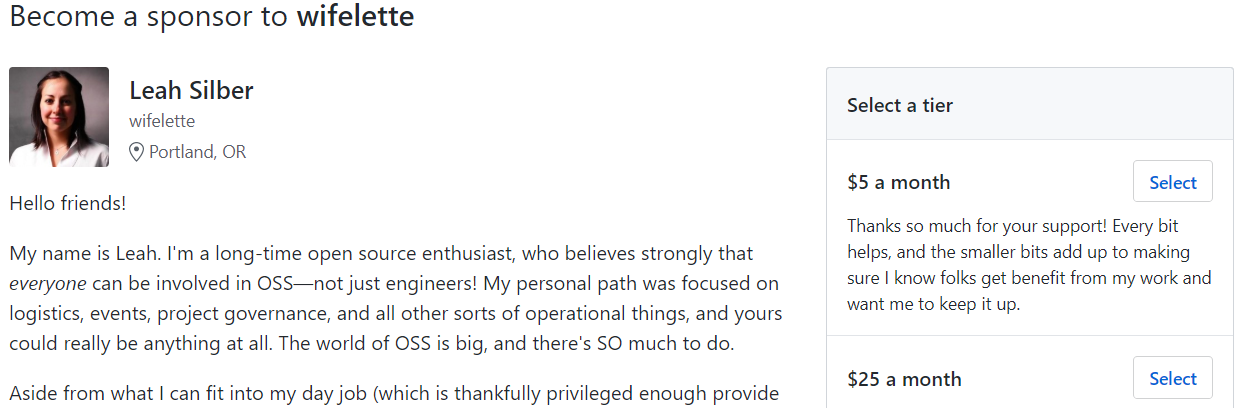 Become a sponsor to wifelette
Leah Silber
wifelette
Portland, OR
Hello friends!
My name is Leah. I'm a long-time open source enthusiast, who believes strongly that
everyone can be involved in OSS—not just engineers! My personal path was focused on
logistics, events, project governance, and all other sorts of operational things, and yours
could really be anything at all. The world of OSS is big, and there's SO much to do.
Aside from what I can fit into my day job (which is thankfully privileged enough provide
Select a tier
$5 a month
Select
Thanks so much for your support! Every bit
helps, and the smaller bits add up to making
sure I know folks get benefit from my work and
want me to keep it up.
$25 a month
Select